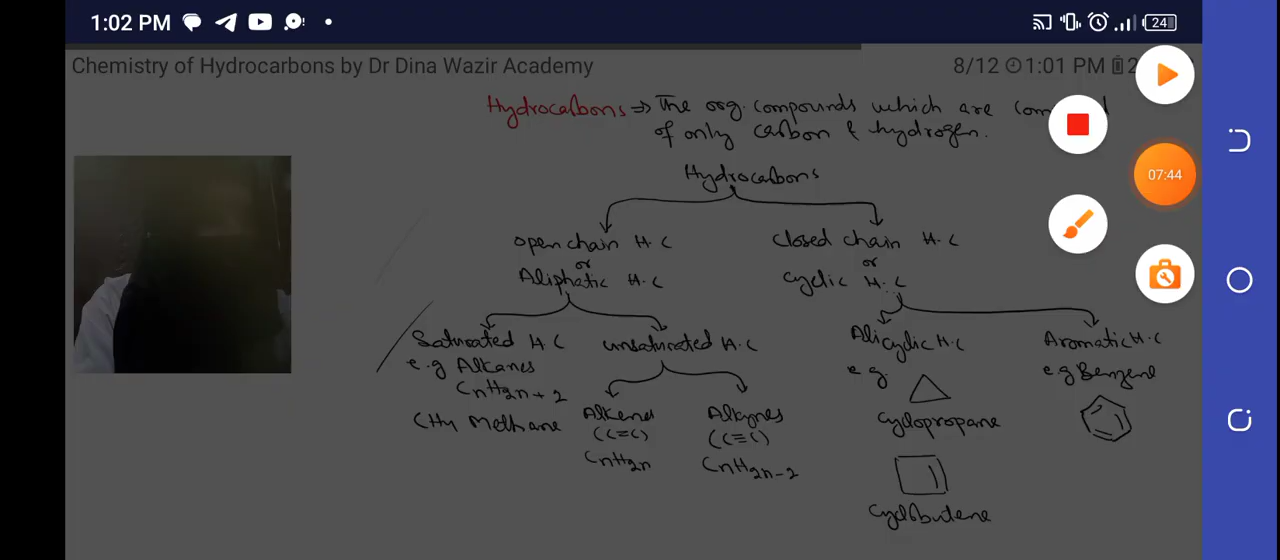 1:02 PM
24
Chemistry of Hydrocarbons by Dr Dina Wazir Academy
8/12 1:01 PM 2
Hydrocarbons ⇒ The org. compounds which are com
of only carbon & hydrogen.
07:44
Hydrocarbons
open chain H.C
or
Aliphatic H.C
closed chain H.C
or
cyclic H.C
Saturated H.C
e.g Alkanes
CnH2n+2
CH4 Methane
unsaturated H.C
Alkenes
(C=C)
CnH2n
Alkynes
(C≡C)
CnH2n-2
Alicyclic H.C
e.g.
cyclopropane
cyclobutene
Aromatic H.C
e.g Benzene